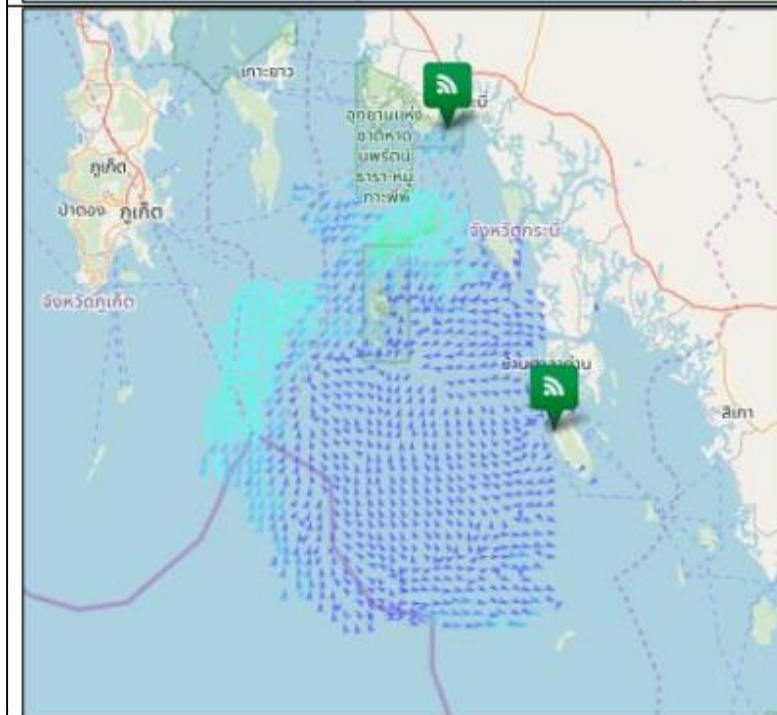 เกาะยาว
อุทยานแห่ง
ชาติหาด
นพรัตน์
ธารา-หมู่
เกาะพีพี
ภูเก็ต
ป่าตอง
ภูเก็ต
จังหวัดกระบี่
จังหวัดภูเก็ต
สิเกา